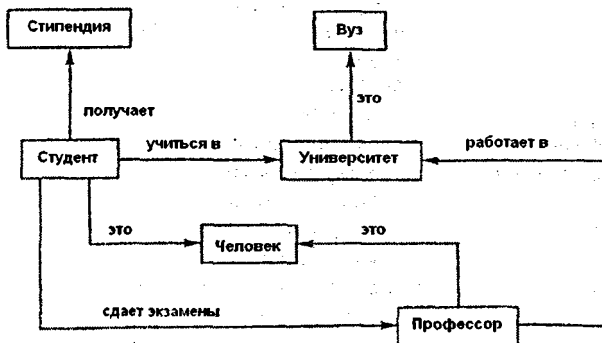 Стипендия
Вуз
получает
это
Студент
учиться в
Университет
работает в
это
Человек
это
сдает экзамены
Профессор